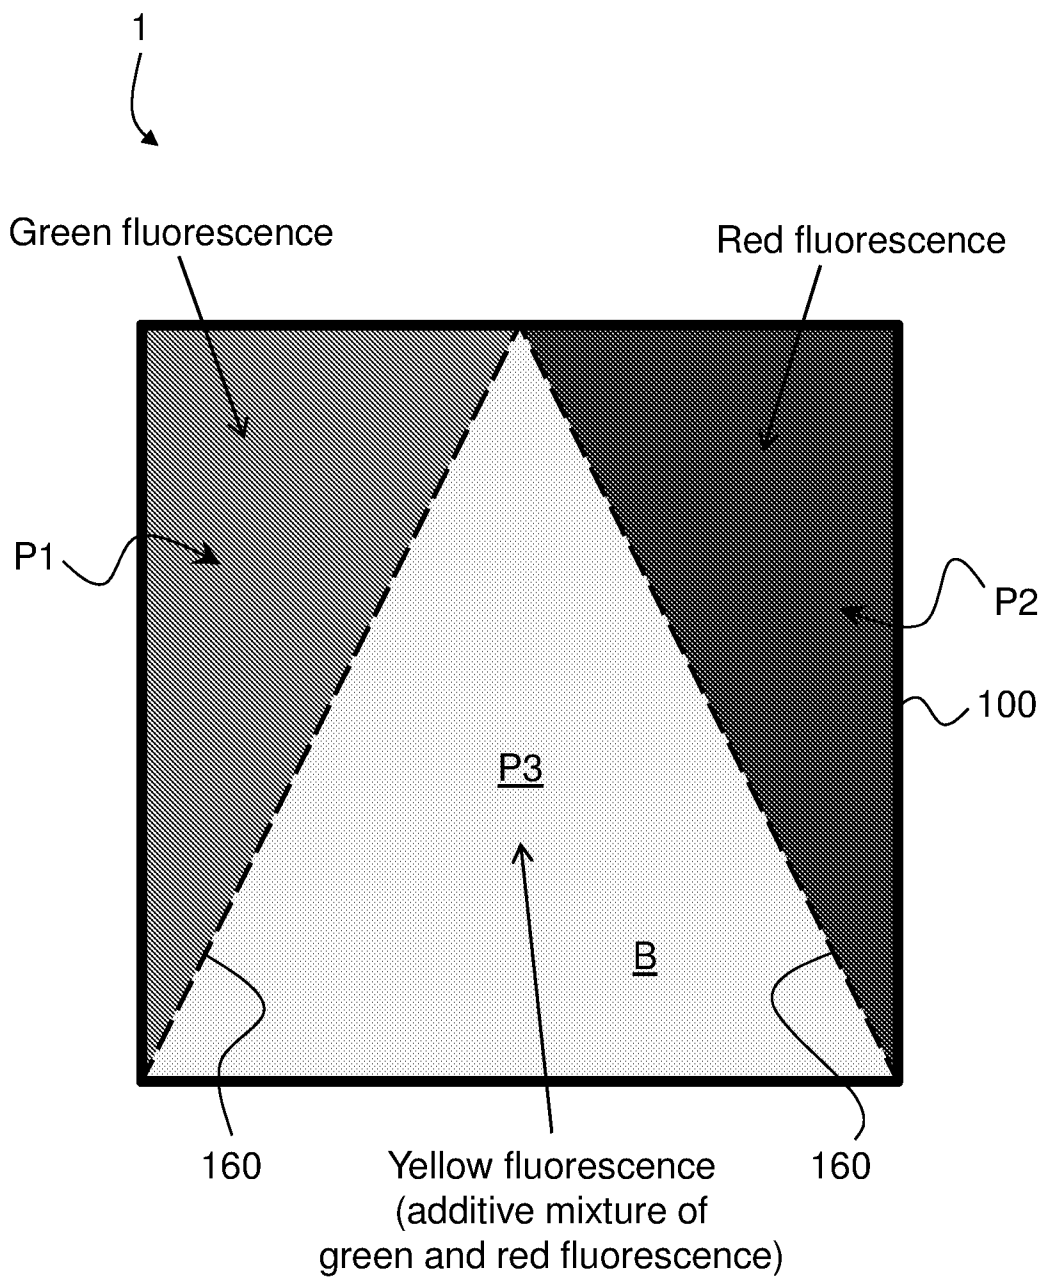 1
Green fluorescence
Red fluorescence
P1
P2
100
P3
B
160
Yellow fluorescence
(additive mixture of
green and red fluorescence)
160